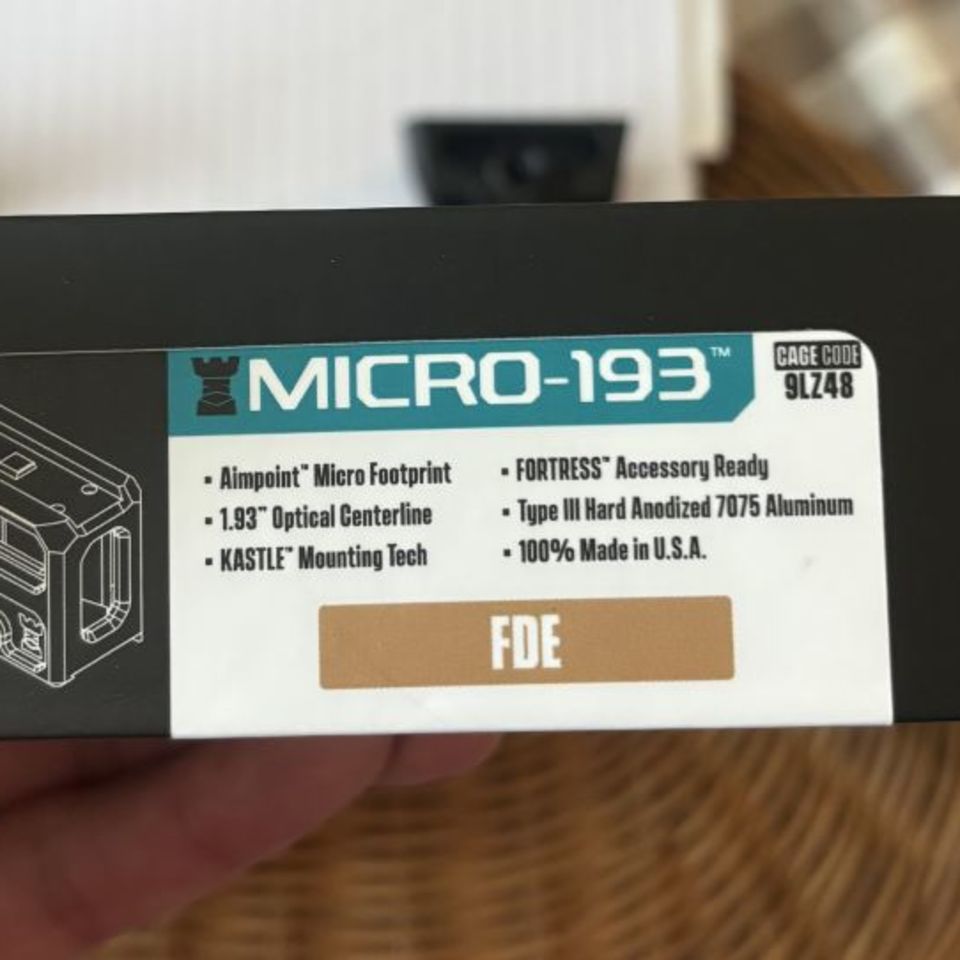 MICRO-193™
CAGE CODE
9LZ48
▪ Aimpoint™ Micro Footprint
▪ 1.93" Optical Centerline
▪ KASTLE™ Mounting Tech
▪ FORTRESS™ Accessory Ready
▪ Type III Hard Anodized 7075 Aluminum
▪ 100% Made in U.S.A.
FDE